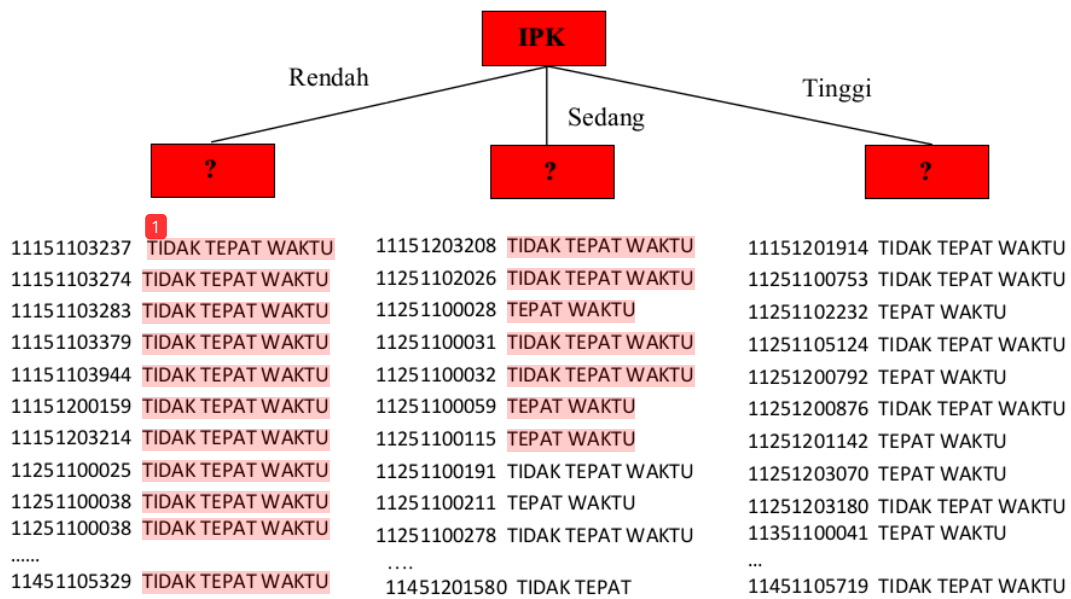 IPK
Rendah
Sedang
Tinggi
?
?
?
1
11151103237 TIDAK TEPAT WAKTU
11151103274 TIDAK TEPAT WAKTU
11151103283 TIDAK TEPAT WAKTU
11151103379 TIDAK TEPAT WAKTU
11151103944 TIDAK TEPAT WAKTU
11151200159 TIDAK TEPAT WAKTU
11151203214 TIDAK TEPAT WAKTU
11251100025 TIDAK TEPAT WAKTU
11251100038 TIDAK TEPAT WAKTU
11251100038 TIDAK TEPAT WAKTU
......
11451105329 TIDAK TEPAT WAKTU
11151203208 TIDAK TEPAT WAKTU
11251102026 TIDAK TEPAT WAKTU
11251100028 TEPAT WAKTU
11251100031 TIDAK TEPAT WAKTU
11251100032 TIDAK TEPAT WAKTU
11251100059 TEPAT WAKTU
11251100115 TEPAT WAKTU
11251100191 TIDAK TEPAT WAKTU
11251100211 TEPAT WAKTU
11251100278 TIDAK TEPAT WAKTU
....
11451201580 TIDAK TEPAT
11151201914 TIDAK TEPAT WAKTU
11251100753 TIDAK TEPAT WAKTU
11251102232 TEPAT WAKTU
11251105124 TIDAK TEPAT WAKTU
11251200792 TEPAT WAKTU
11251200876 TIDAK TEPAT WAKTU
11251201142 TEPAT WAKTU
11251203070 TEPAT WAKTU
11251203180 TIDAK TEPAT WAKTU
11351100041 TEPAT WAKTU
...
11451105719 TIDAK TEPAT WAKTU